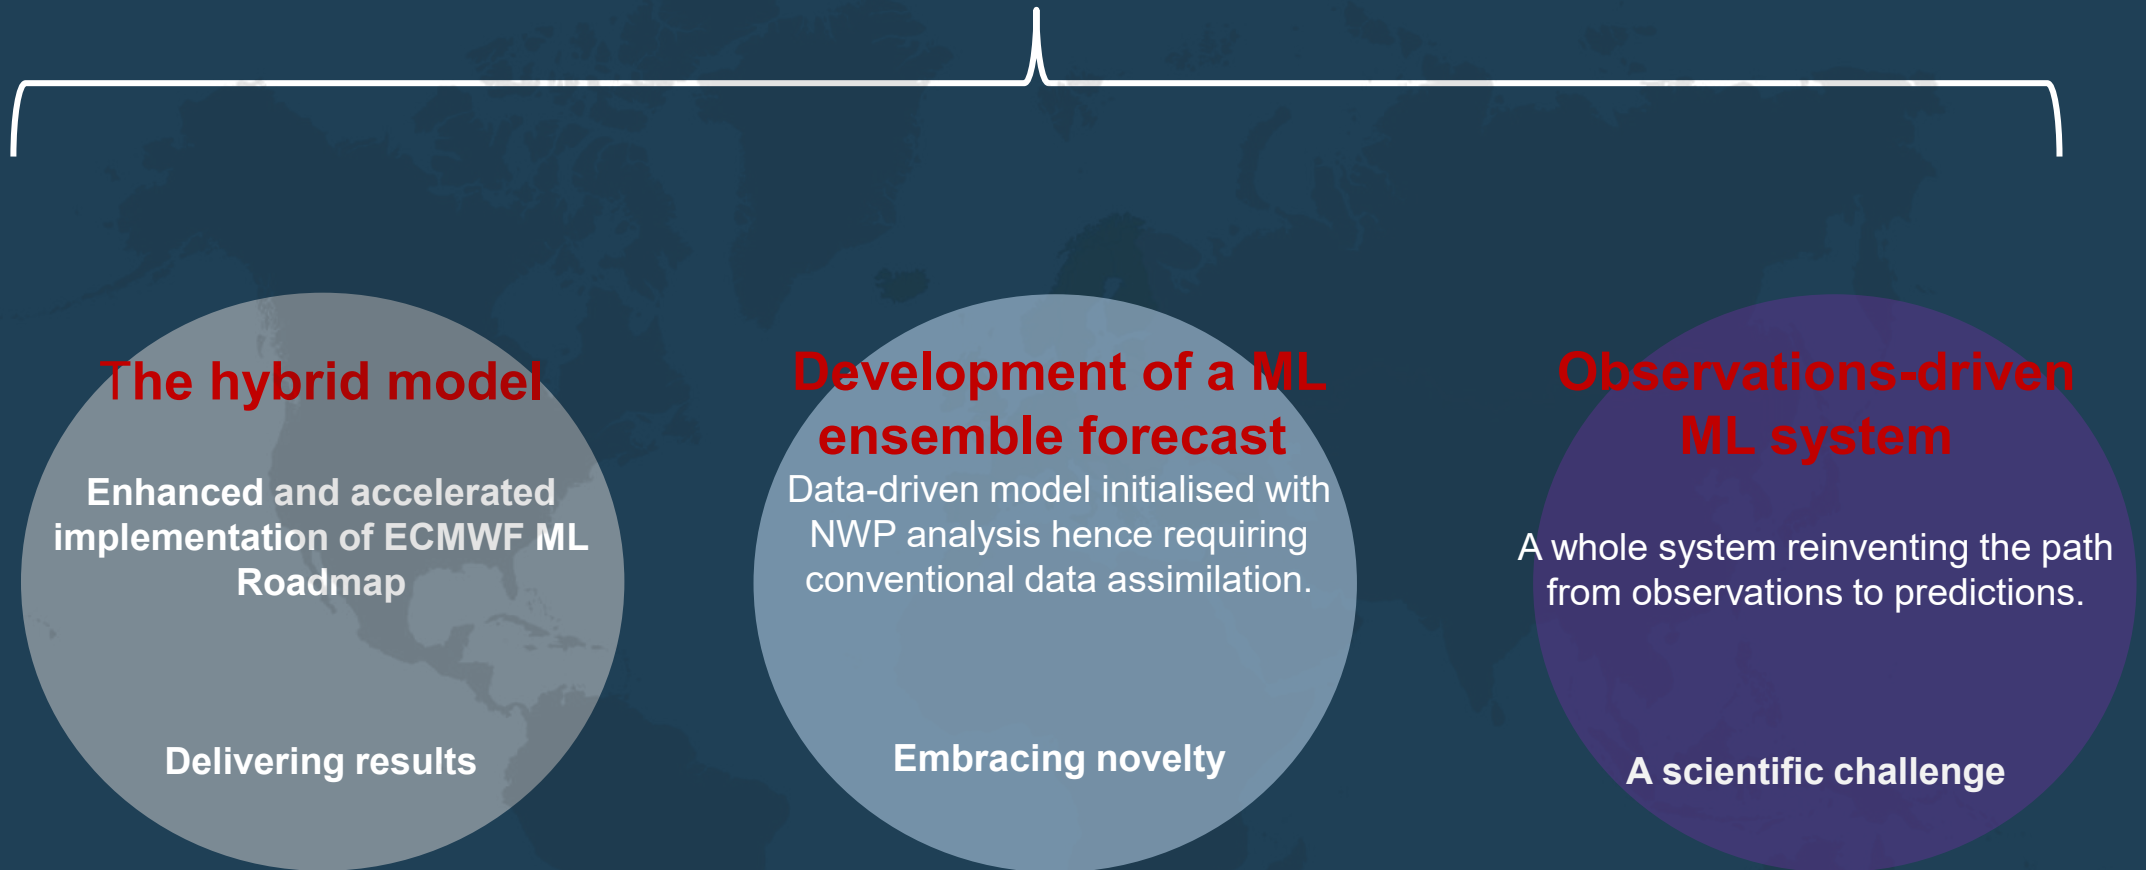 The hybrid model
Enhanced and accelerated
implementation of ECMWF ML
Roadmap
Delivering results
Development of a ML
ensemble forecast
Data-driven model initialised with
NWP analysis hence requiring
conventional data assimilation.
Embracing novelty
Observations-driven
ML system
A whole system reinventing the path
from observations to predictions.
A scientific challenge